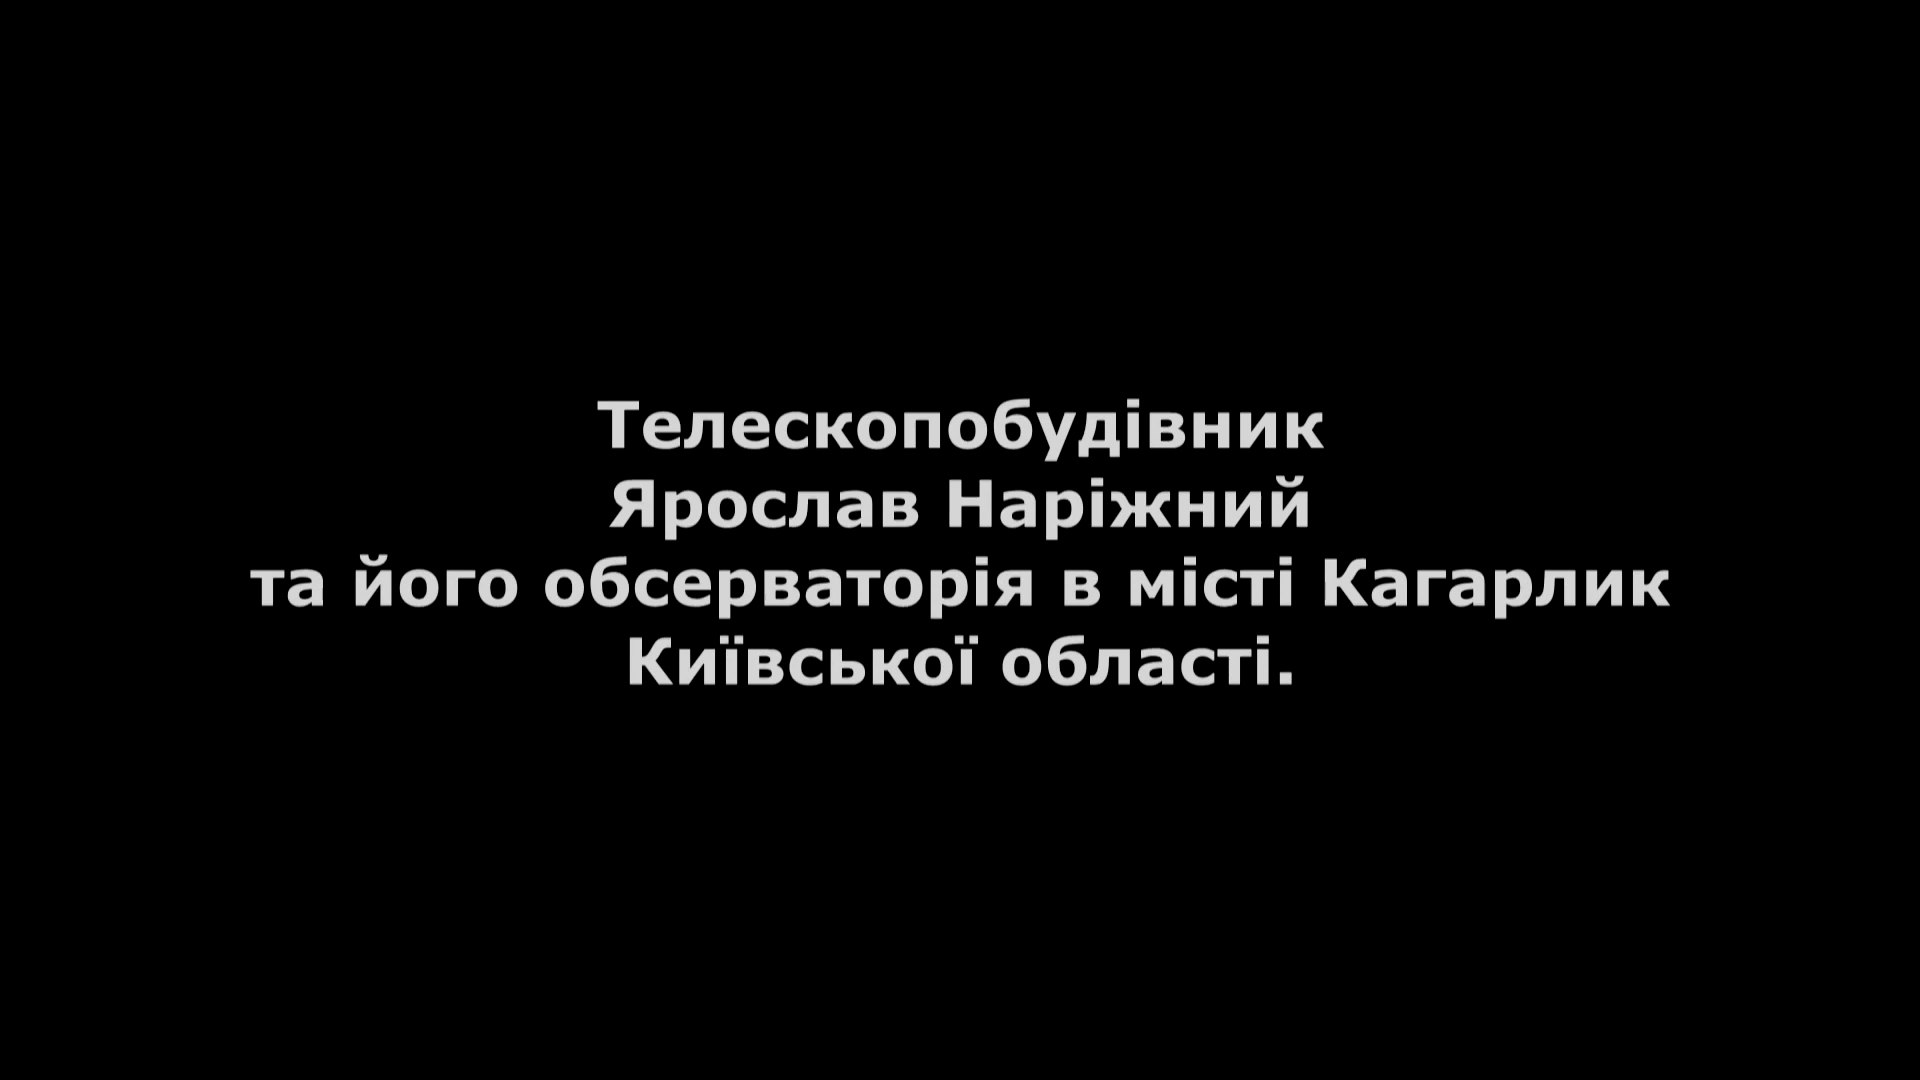 Телескопобудівник
Ярослав Наріжний
та його обсерваторія в місті Кагарлик
Київської області.